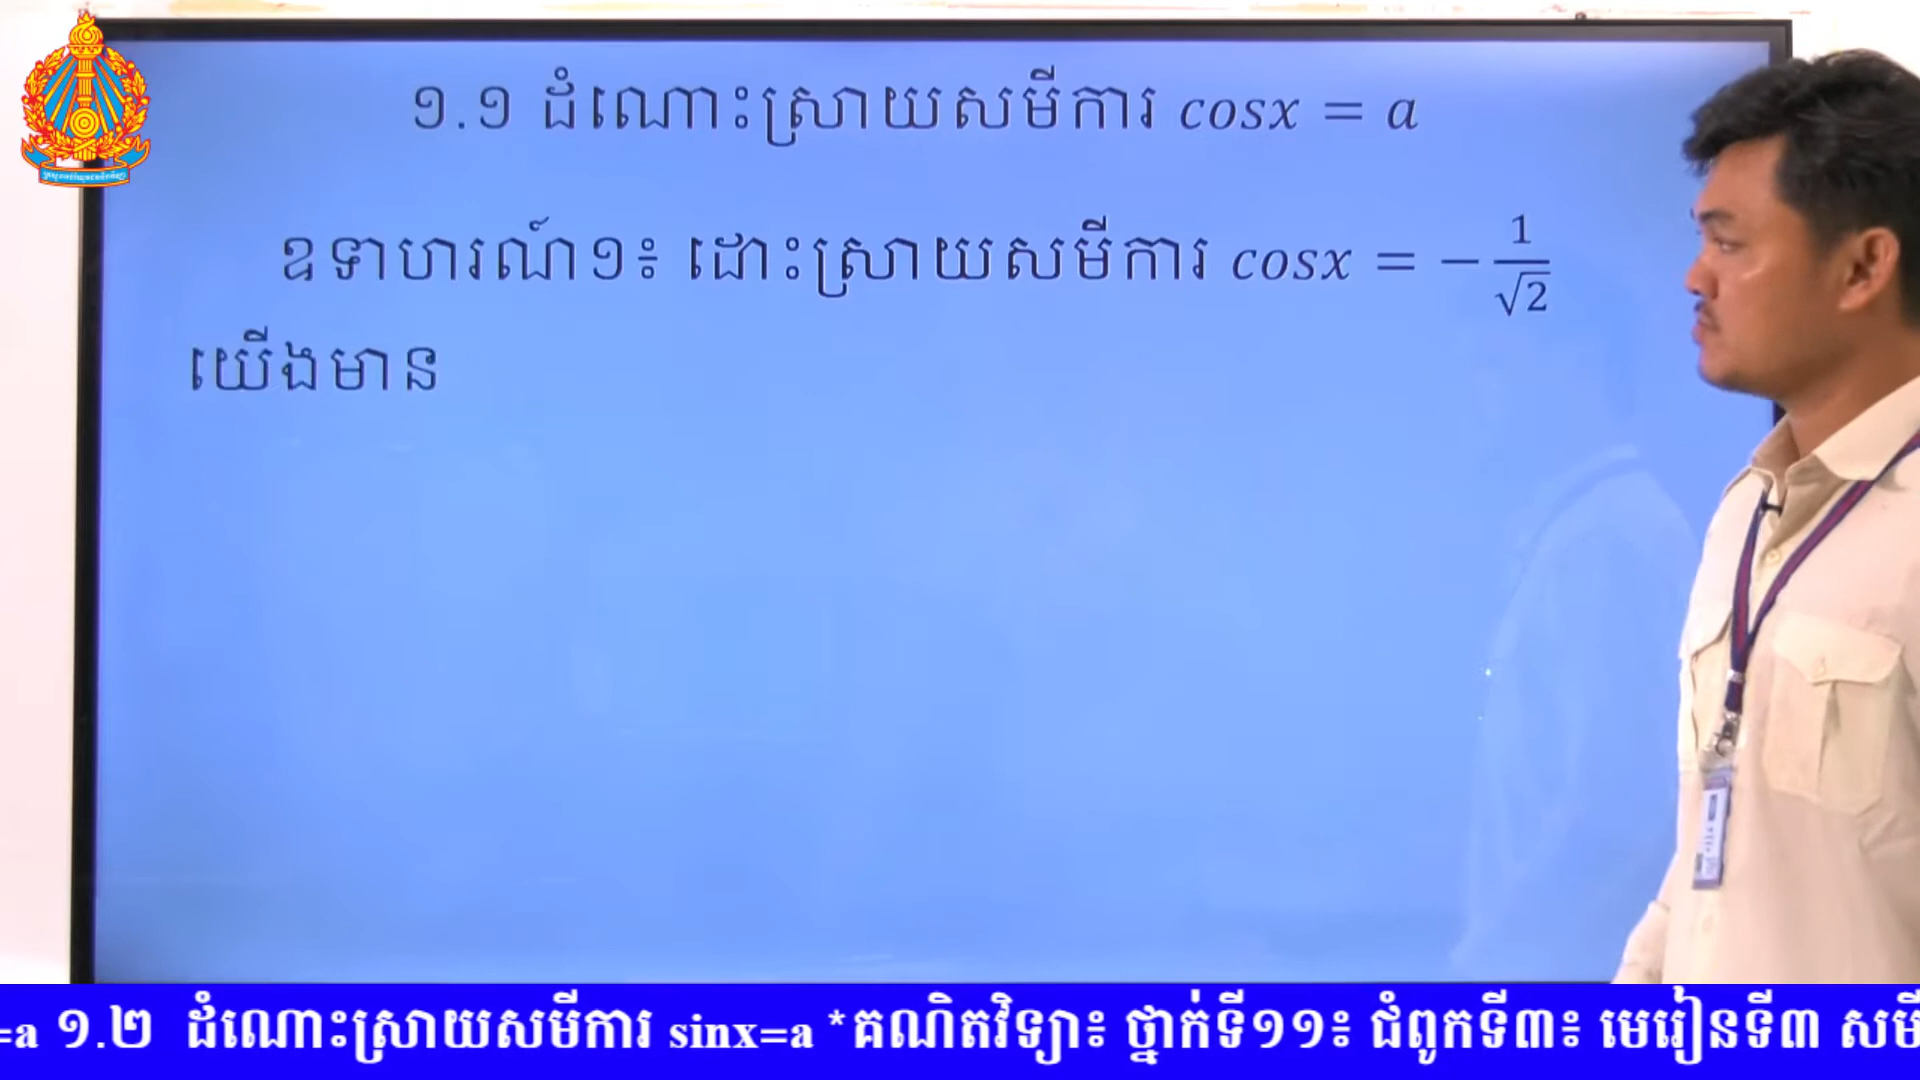 ១.១ ដំណោះស្រាយសមីការ cosx = a
ឧទាហរណ៍១៖ ដោះស្រាយសមីការ cosx = −1/√2
យើងមាន
=a ១.២ ដំណោះស្រាយសមីការ sinx=a *គណិតវិទ្យា៖ ថ្នាក់ទី១១៖ ជំពូកទី៣៖ មេរៀនទី៣ សមី